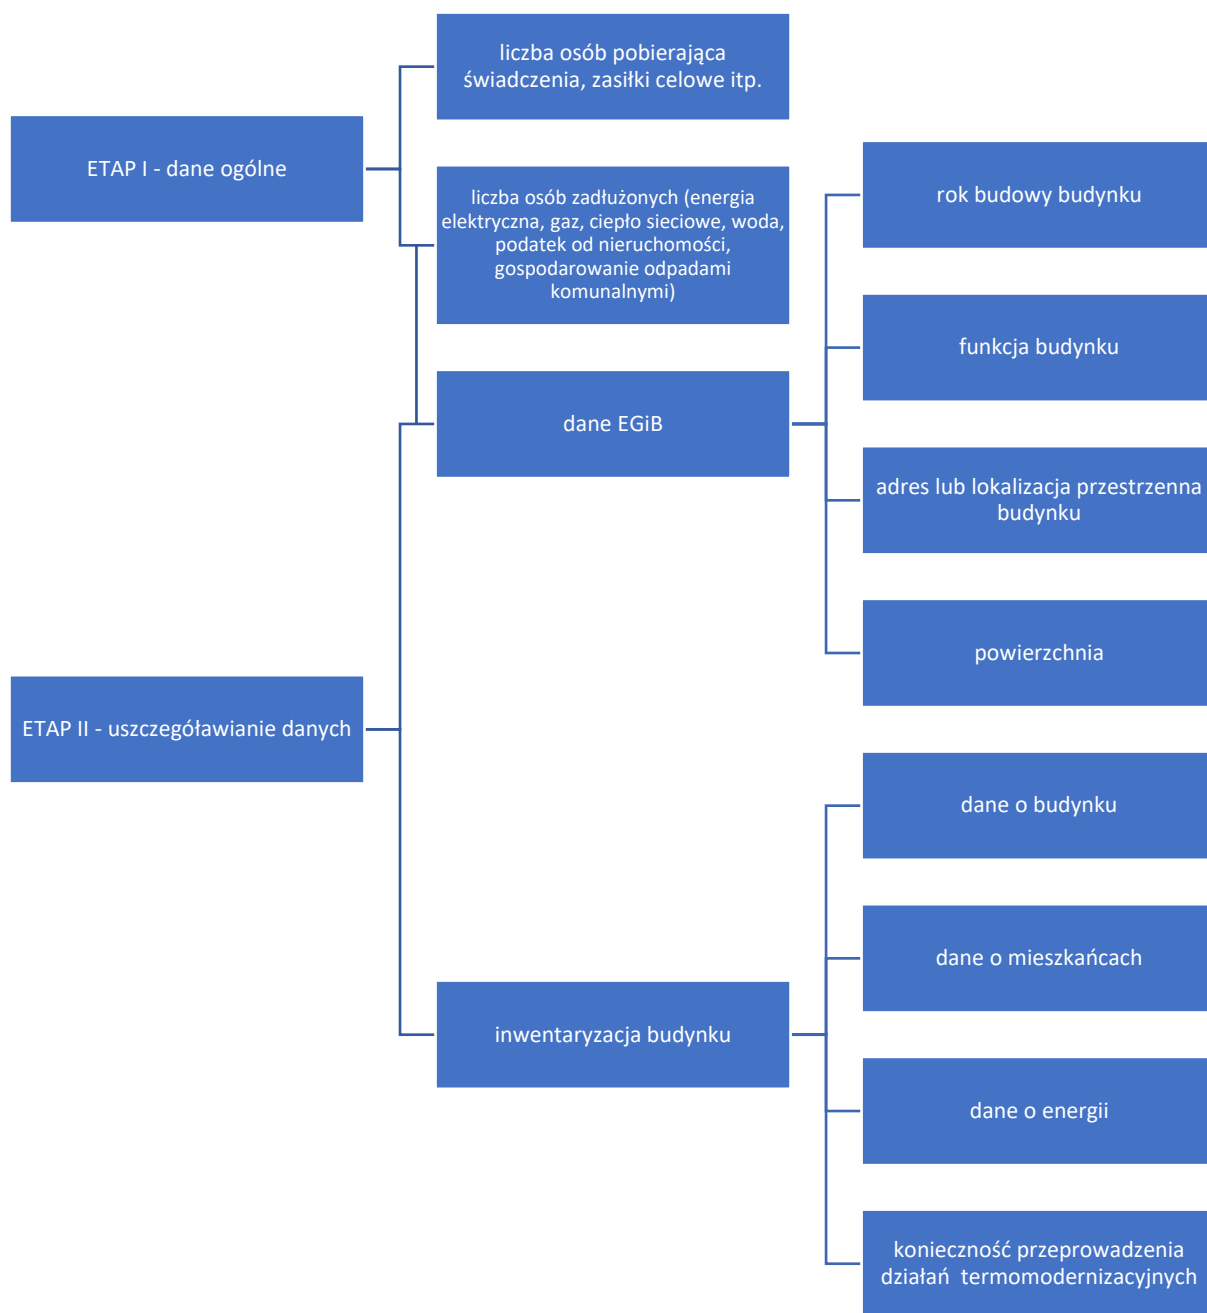 liczba osób pobierająca
świadczenia, zasiłki celowe itp.
ETAP I - dane ogólne
liczba osób zadłużonych (energia
elektryczna, gaz, ciepło sieciowe, woda,
podatek od nieruchomości,
gospodarowanie odpadami
komunalnymi)
rok budowy budynku
funkcja budynku
dane EGiB
adres lub lokalizacja przestrzenna
budynku
powierzchnia
ETAP II - uszczegóławianie danych
dane o budynku
dane o mieszkańcach
inwentaryzacja budynku
dane o energii
konieczność przeprowadzenia
działań  termomodernizacyjnych